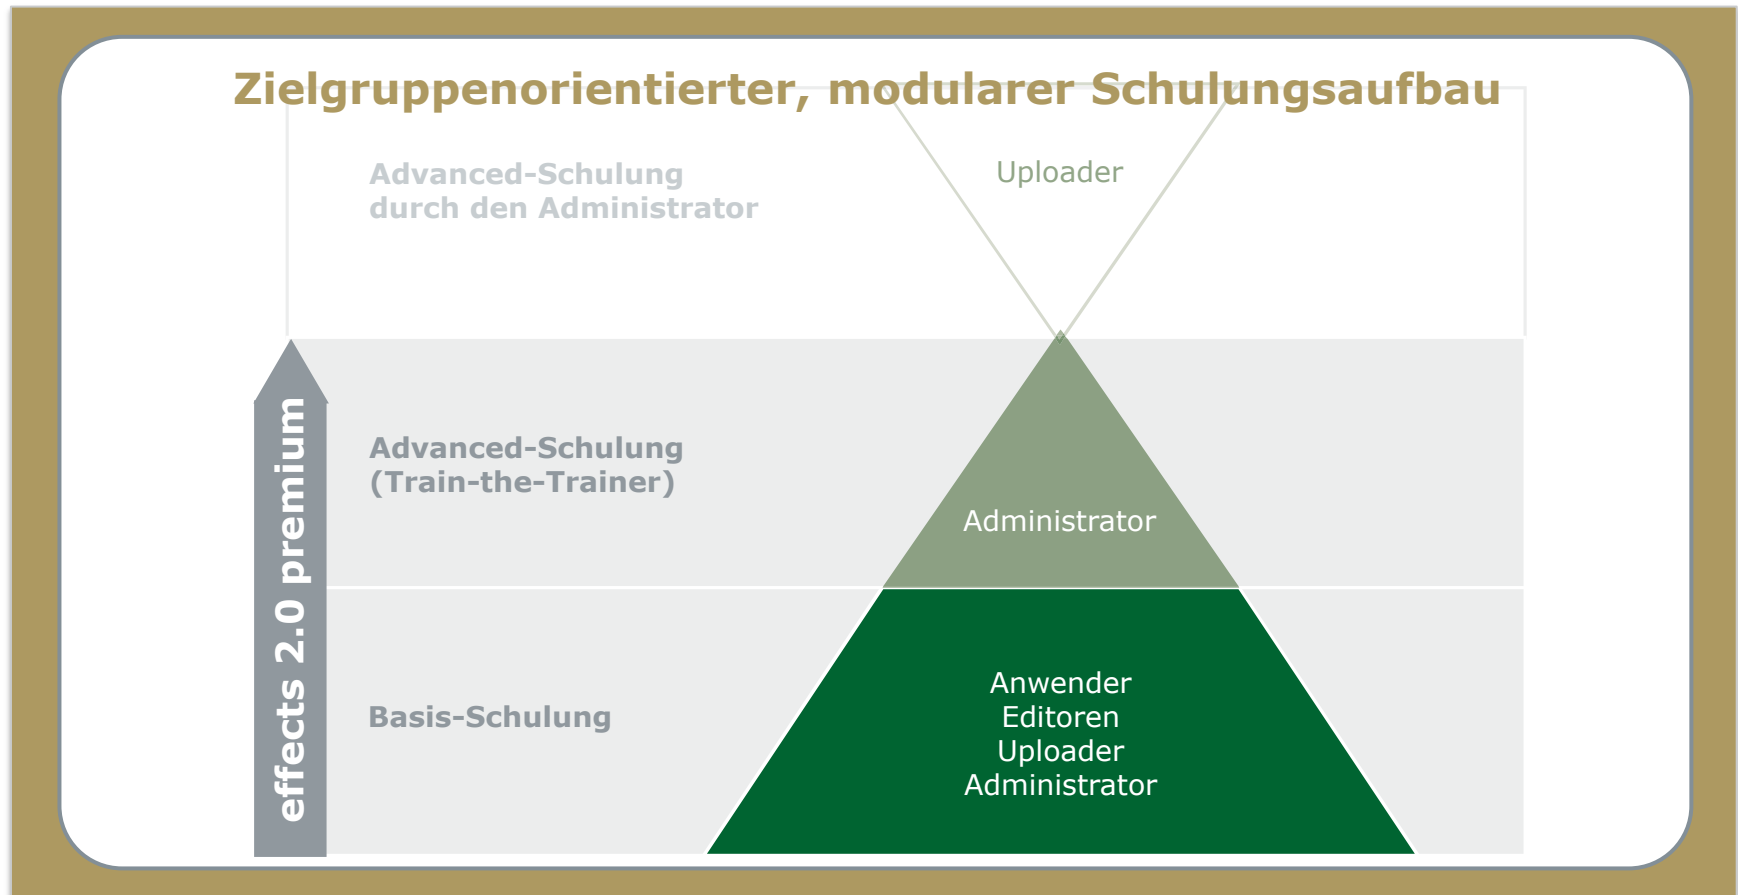 Zielgruppenorientierter, modularer Schulungsaufbau
Advanced-Schulung
durch den Administrator
Uploader
effects 2.0 premium
Advanced-Schulung
(Train-the-Trainer)
Administrator
Basis-Schulung
Anwender
Editoren
Uploader
Administrator